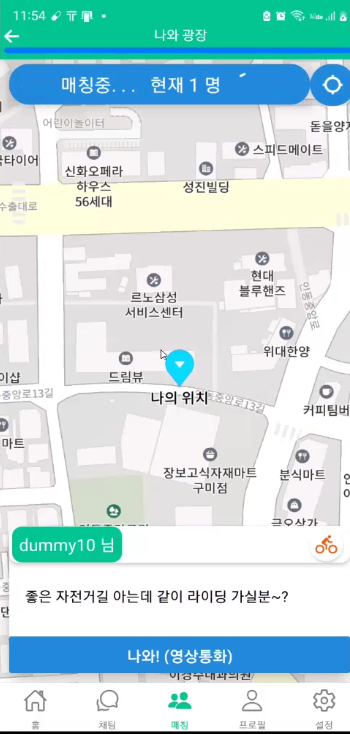 11:54
나와 광장
매칭중. . . 현재 1 명
어린이놀이터
돋을양지
스피드메이트
타이어
신화오페라
하우스
56세대
성진빌딩
수출대로
현대
블루핸즈
르노삼성
서비스센터
인동중앙로
위대한양
드림뷰
이샵
나의 위치
중앙로13길
중앙로13길
커피팀버
마트
장보고식자재마트
구미점
분식마트
금오상가
dummy10 님
좋은 자전거길 아는데 같이 라이딩 가실분~?
나와! (영상통화)
홈
채팅
매칭
프로필
설정